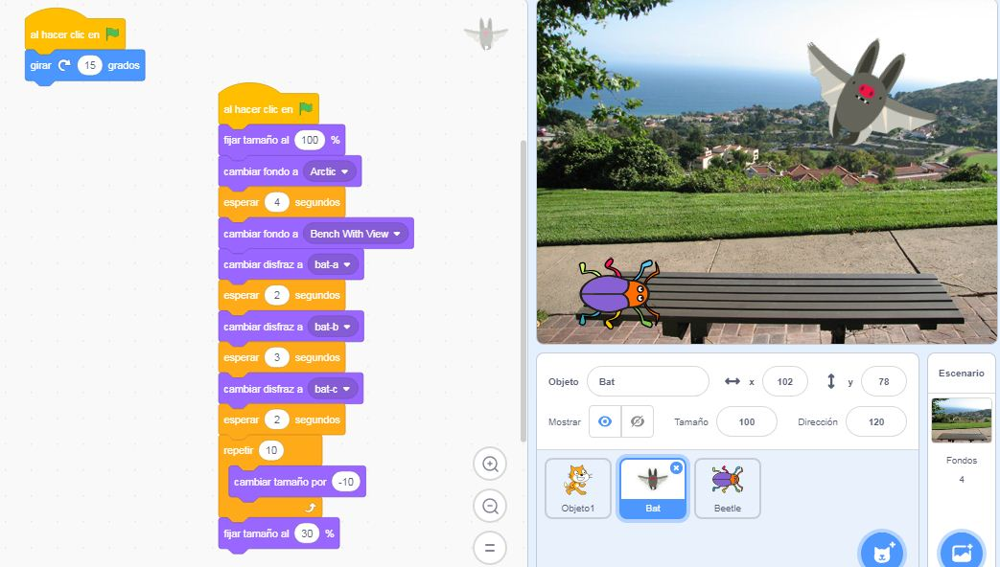 al hacer clic en
girar 15 grados
al hacer clic en
fijar tamaño al 100 %
cambiar fondo a Arctic
esperar 4 segundos
cambiar fondo a Bench With View
cambiar disfraz a bat-a
esperar 2 segundos
cambiar disfraz a bat-b
esperar 3 segundos
cambiar disfraz a bat-c
esperar 2 segundos
repetir 10
cambiar tamaño por -10
fijar tamaño al 30 %
Objeto Bat x 102 y 78
Mostrar Tamaño 100 Dirección 120
Objeto1 Bat Beetle
Escenario
Fondos
4